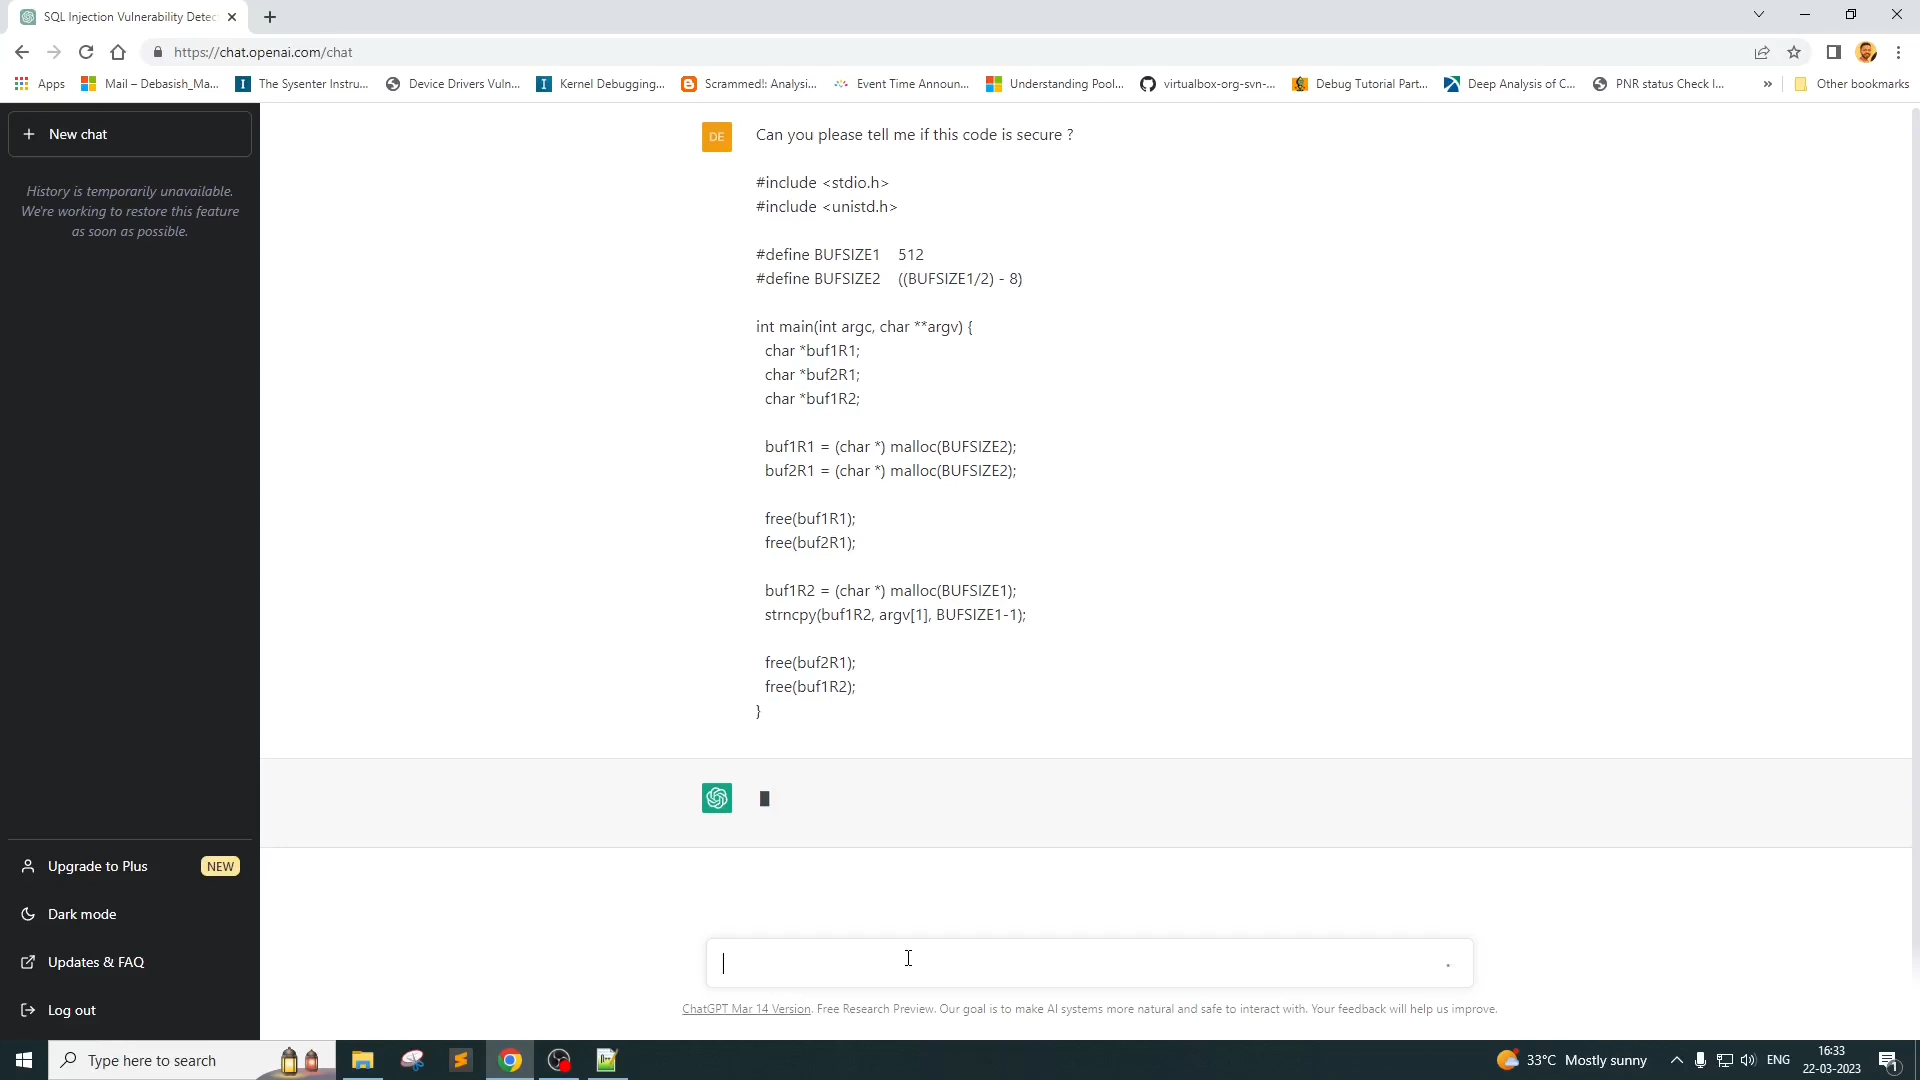 SQL Injection Vulnerability Detec
https://chat.openai.com/chat
Apps
Mail – Debasish_Ma...
The Sysenter Instru...
Device Drivers Vuln...
Kernel Debugging...
Scrammed!: Analysi...
Event Time Announ...
Understanding Pool...
virtualbox-org-svn-...
Debug Tutorial Part...
Deep Analysis of C...
PNR status Check I...
»
Other bookmarks
+ New chat
History is temporarily unavailable.
We're working to restore this feature
as soon as possible.
Upgrade to Plus NEW
Dark mode
Updates & FAQ
Log out
DE
Can you please tell me if this code is secure ?
#include <stdio.h>
#include <unistd.h>
#define BUFSIZE1 512
#define BUFSIZE2 ((BUFSIZE1/2) - 8)
int main(int argc, char **argv) {
char *buf1R1;
char *buf2R1;
char *buf1R2;
buf1R1 = (char *) malloc(BUFSIZE2);
buf2R1 = (char *) malloc(BUFSIZE2);
free(buf1R1);
free(buf2R1);
buf1R2 = (char *) malloc(BUFSIZE1);
strncpy(buf1R2, argv[1], BUFSIZE1-1);
free(buf2R1);
free(buf1R2);
}
ChatGPT Mar 14 Version. Free Research Preview. Our goal is to make AI systems more natural and safe to interact with. Your feedback will help us improve.
Type here to search
33°C Mostly sunny
ENG
16:33
22-03-2023
1